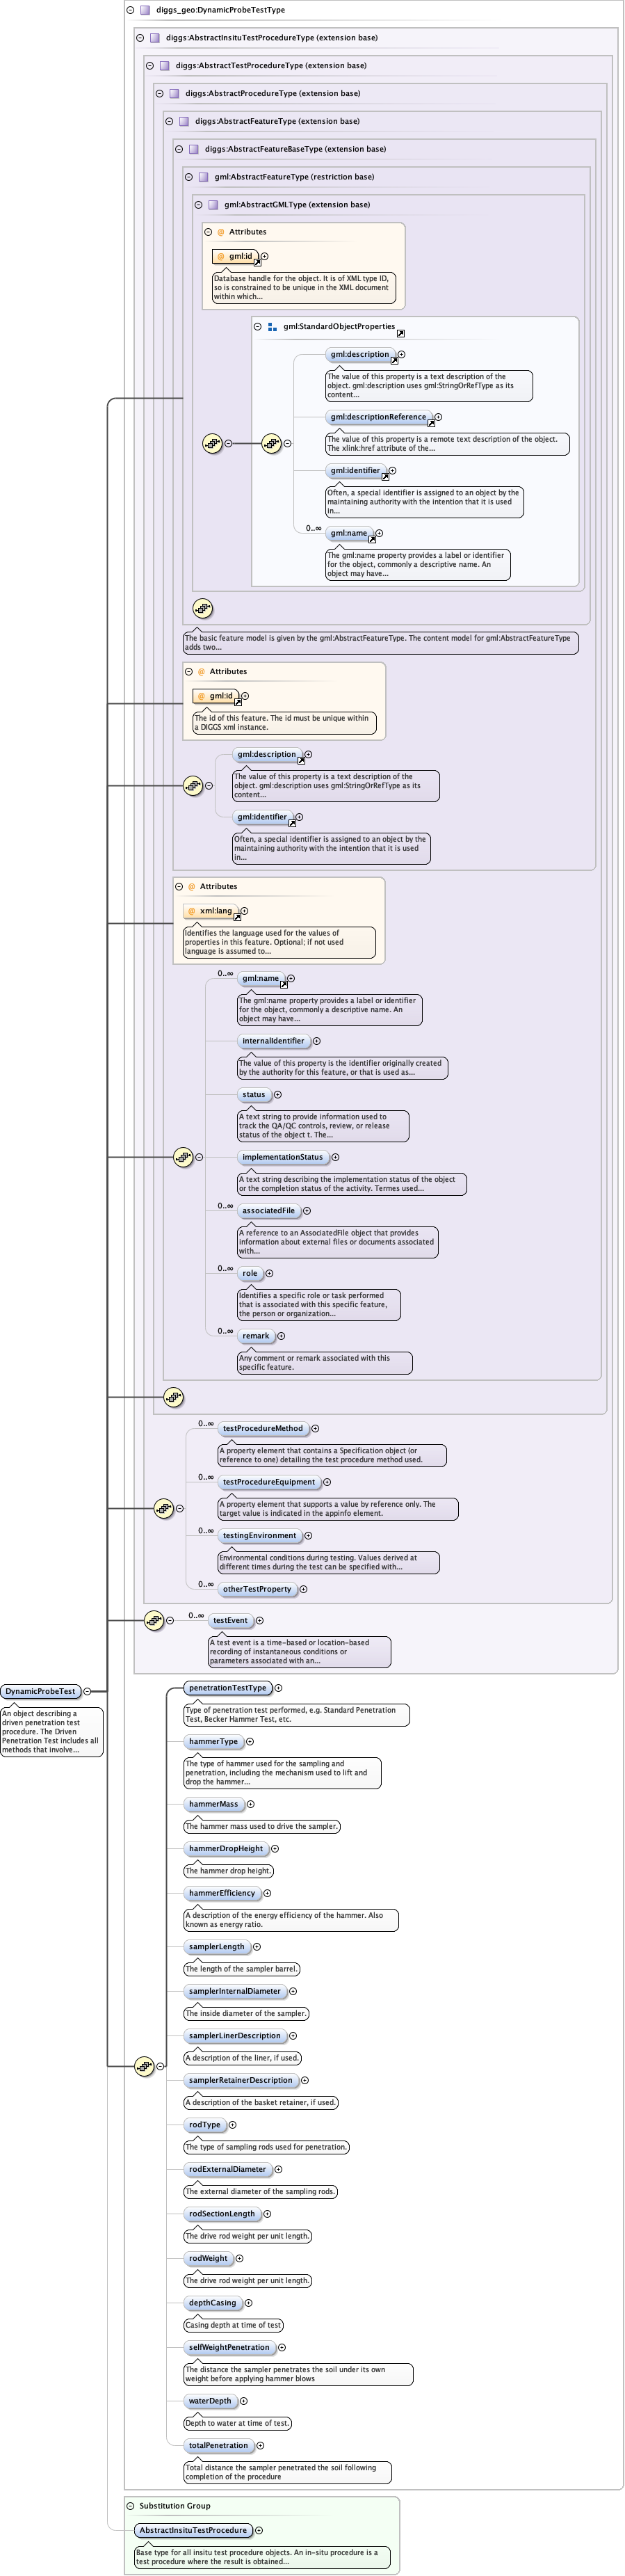 diggs_geo:DynamicProbeTestType
diggs:AbstractInsituTestProcedureType (extension base)
diggs:AbstractTestProcedureType (extension base)
diggs:AbstractProcedureType (extension base)
diggs:AbstractFeatureType (extension base)
diggs:AbstractFeatureBaseType (extension base)
gml:AbstractFeatureType (restriction base)
gml:AbstractGMLType (extension base)
@ Attributes
@ gml:id
Database handle for the object. It is of XML type ID,
so is constrained to be unique in the XML document
within which...
gml:StandardObjectProperties
gml:description
The value of this property is a text description of the
object. gml:description uses gml:StringOrRefType as its
content...
gml:descriptionReference
The value of this property is a remote text description of the object.
The xlink:href attribute of the...
gml:identifier
Often, a special identifier is assigned to an object by the
maintaining authority with the intention that it is used
in...
0..∞
gml:name
The gml:name property provides a label or identifier
for the object, commonly a descriptive name. An
object may have...
The basic feature model is given by the gml:AbstractFeatureType. The content model for gml:AbstractFeatureType
adds two...
@ Attributes
@ gml:id
The id of this feature. The id must be unique within
a DIGGS xml instance.
gml:description
The value of this property is a text description of the
object. gml:description uses gml:StringOrRefType as its
content...
gml:identifier
Often, a special identifier is assigned to an object by the
maintaining authority with the intention that it is used
in...
@ Attributes
@ xml:lang
Identifies the language used for the values of
properties in this feature. Optional; if not used
language is assumed to...
0..∞
gml:name
The gml:name property provides a label or identifier
for the object, commonly a descriptive name. An
object may have...
internalIdentifier
The value of this property is the identifier originally created
by the authority for this feature, or that is used as...
status
A text string to provide information used to
track the QA/QC controls, review, or release
status of the object t. The...
implementationStatus
A text string describing the implementation status of the object
or the completion status of the activity. Termes used...
0..∞
associatedFile
A reference to an AssociatedFile object that provides
information about external files or documents associated
with...
0..∞
role
Identifies a specific role or task performed
that is associated with this specific feature,
the person or organization...
0..∞
remark
Any comment or remark associated with this
specific feature.
0..∞
testProcedureMethod
A property element that contains a Specification object (or
reference to one) detailing the test procedure method used.
0..∞
testProcedureEquipment
A property element that supports a value by reference only. The
target value is indicated in the appinfo element.
0..∞
testingEnvironment
Environmental conditions during testing. Values derived at
different times during the test can be specified with...
0..∞
otherTestProperty
0..∞
testEvent
A test event is a time-based or location-based
recording of instantaneous conditions or
parameters associated with an...
DynamicProbeTest
An object describing a
driven penetration test
procedure. The Driven
Penetration Test includes all
methods that involve...
penetrationTestType
Type of penetration test performed, e.g. Standard Penetration
Test, Becker Hammer Test, etc.
hammerType
The type of hammer used for the sampling and
penetration, including the mechanism used to lift and
drop the hammer...
hammerMass
The hammer mass used to drive the sampler.
hammerDropHeight
The hammer drop height.
hammerEfficiency
A description of the energy efficiency of the hammer. Also
known as energy ratio.
samplerLength
The length of the sampler barrel.
samplerInternalDiameter
The inside diameter of the sampler.
samplerLinerDescription
A description of the liner, if used.
samplerRetainerDescription
A description of the basket retainer, if used.
rodType
The type of sampling rods used for penetration.
rodExternalDiameter
The external diameter of the sampling rods.
rodSectionLength
The drive rod weight per unit length.
rodWeight
The drive rod weight per unit length.
depthCasing
Casing depth at time of test
selfWeightPenetration
The distance the sampler penetrates the soil under its own
weight before applying hammer blows
waterDepth
Depth to water at time of test.
totalPenetration
Total distance the sampler penetrated the soil following
completion of the procedure
Substitution Group
AbstractInsituTestProcedure
Base type for all insitu test procedure objects. An in-situ procedure is a
test procedure where the result is obtained...